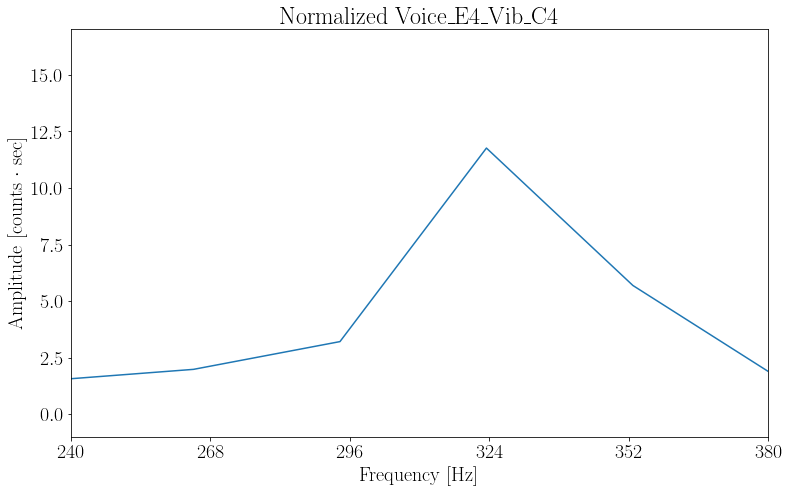 Normalized Voice_E4_Vib_C4
Amplitude [counts · sec]
15.0
12.5
10.0
7.5
5.0
2.5
0.0
240 268 296 324 352 380
Frequency [Hz]